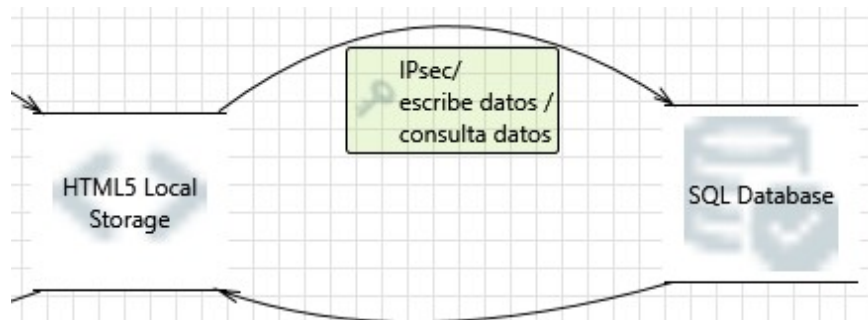 IPsec/
escribe datos /
consulta datos
HTML5 Local
Storage
SQL Database